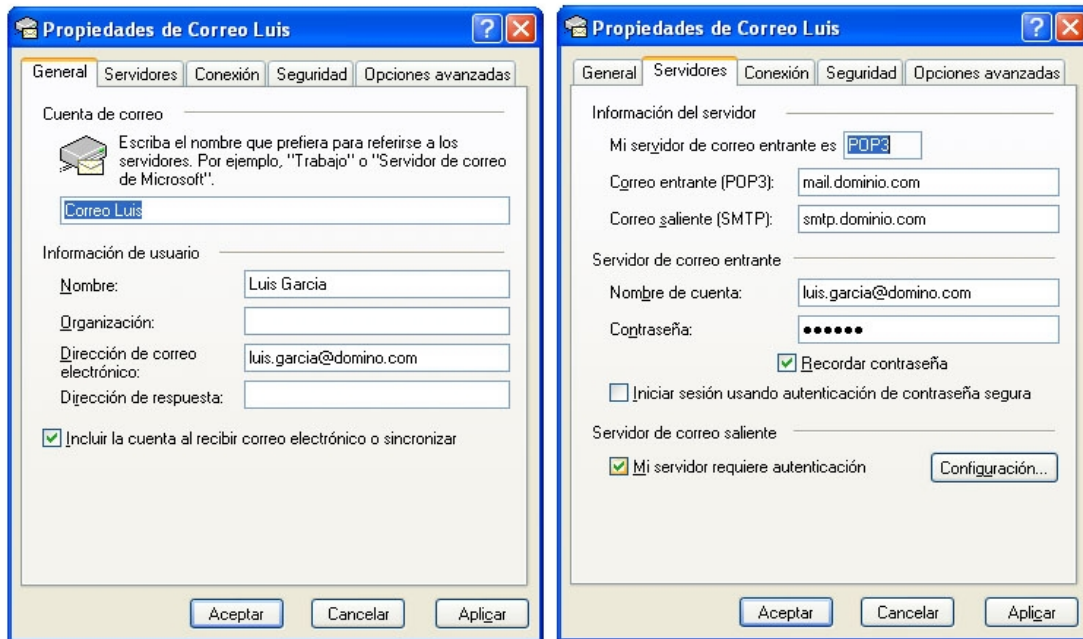 Propiedades de Correo Luis
General Servidores Conexión Seguridad Opciones avanzadas
Cuenta de correo
Escriba el nombre que prefiera para referirse a los
servidores. Por ejemplo, "Trabajo" o "Servidor de correo
de Microsoft".
Correo Luis
Información de usuario
Nombre: Luis Garcia
Organización:
Dirección de correo
electrónico: luis.garcia@domino.com
Dirección de respuesta:
Incluir la cuenta al recibir correo electrónico o sincronizar
Aceptar Cancelar Aplicar
Propiedades de Correo Luis
General Servidores Conexión Seguridad Opciones avanzadas
Información del servidor
Mi servidor de correo entrante es POP3
Correo entrante (POP3): mail.dominio.com
Correo saliente (SMTP): smtp.dominio.com
Servidor de correo entrante
Nombre de cuenta: luis.garcia@domino.com
Contraseña: ●●●●●●
Recordar contraseña
Iniciar sesión usando autenticación de contraseña segura
Servidor de correo saliente
Mi servidor requiere autenticación Configuración...
Aceptar Cancelar Aplicar